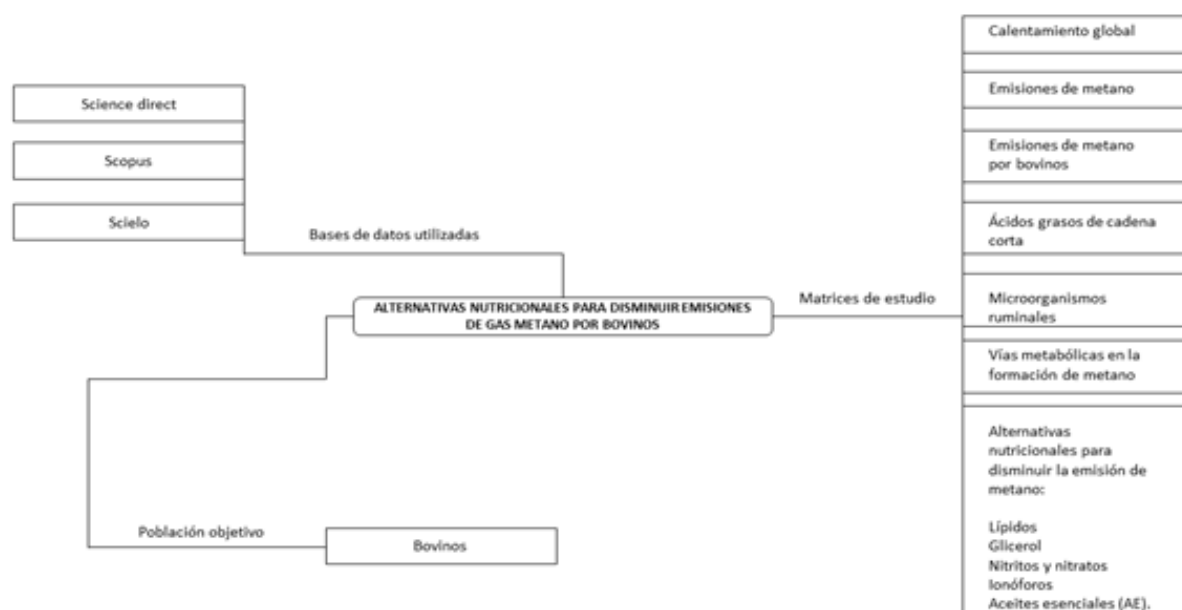 Science direct
Scopus
Scielo
Bases de datos utilizadas
ALTERNATIVAS NUTRICIONALES PARA DISMINUIR EMISIONES
DE GAS METANO POR BOVINOS
Población objetivo
Bovinos
Matrices de estudio
Calentamiento global
Emisiones de metano
Emisiones de metano
por bovinos
Ácidos grasos de cadena
corta
Microorganismos
ruminales
Vías metabólicas en la
formación de metano
Alternativas
nutricionales para
disminuir la emisión de
metano:
Lípidos
Glicerol
Nitritos y nitratos
Ionóforos
Aceites esenciales (AE).